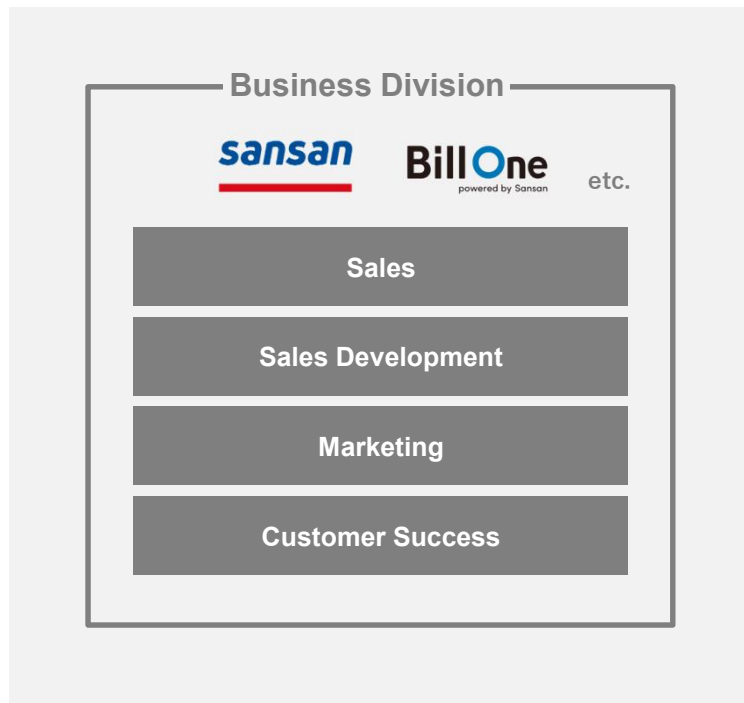 Business Division
sansan
Bill One
powered by Sansan
etc.
Sales
Sales Development
Marketing
Customer Success